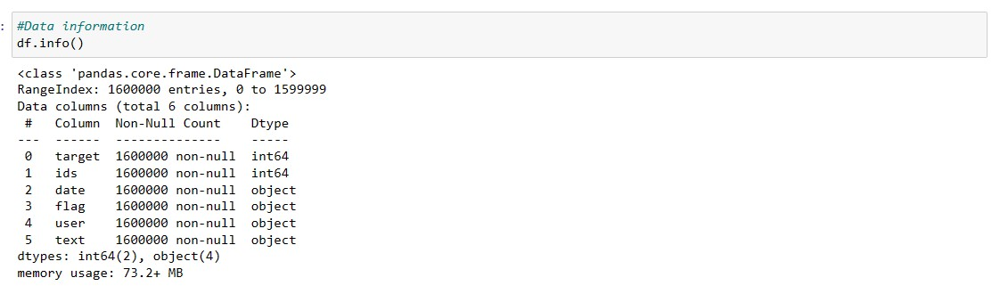 : #Data information
df.info()
<class 'pandas.core.frame.DataFrame'>
RangeIndex: 1600000 entries, 0 to 1599999
Data columns (total 6 columns):
 #   Column  Non-Null Count    Dtype
---  ------  --------------    -----
 0   target  1600000 non-null  int64
 1   ids     1600000 non-null  int64
 2   date    1600000 non-null  object
 3   flag    1600000 non-null  object
 4   user    1600000 non-null  object
 5   text    1600000 non-null  object
dtypes: int64(2), object(4)
memory usage: 73.2+ MB